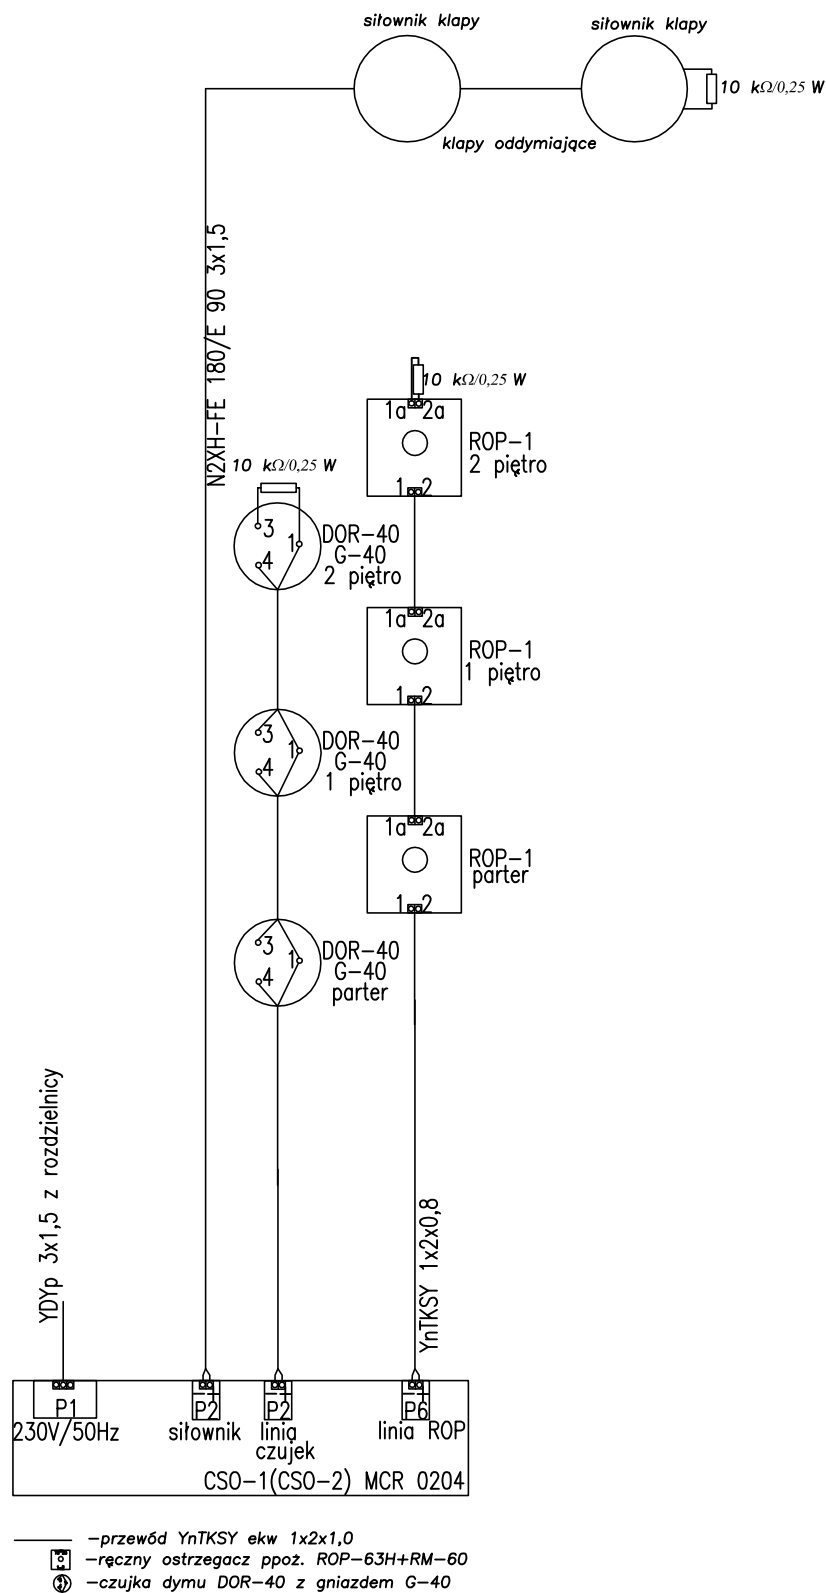 siłownik klapy
siłownik klapy
10 kΩ/0,25 W
klapy oddymiające
N2XH-FE 180/E 90 3x1,5
10 kΩ/0,25 W
1a 2a
ROP-1
2 piętro
1 2
10 kΩ/0,25 W
3
1
4
DOR-40
G-40
2 piętro
1a 2a
ROP-1
1 piętro
1 2
3
1
4
DOR-40
G-40
1 piętro
1a 2a
ROP-1
parter
1 2
3
1
4
DOR-40
G-40
parter
YDYp 3x1,5 z rozdzielnicy
YnTKSY 1x2x0,8
P1
230V/50Hz
P2
siłownik
P2
linia
czujek
P6
linia ROP
CSO-1(CSO-2) MCR 0204
-przewód YnTKSY ekw 1x2x1,0
-ręczny ostrzegacz ppoż. ROP-63H+RM-60
-czujka dymu DOR-40 z gniazdem G-40